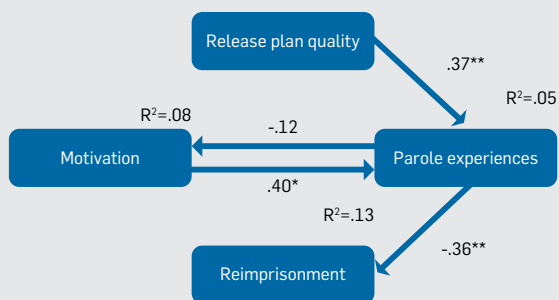 Release plan quality
.37**
R²=.05
R²=.08
-.12
Motivation
Parole experiences
.40*
R²=.13
-.36**
Reimprisonment